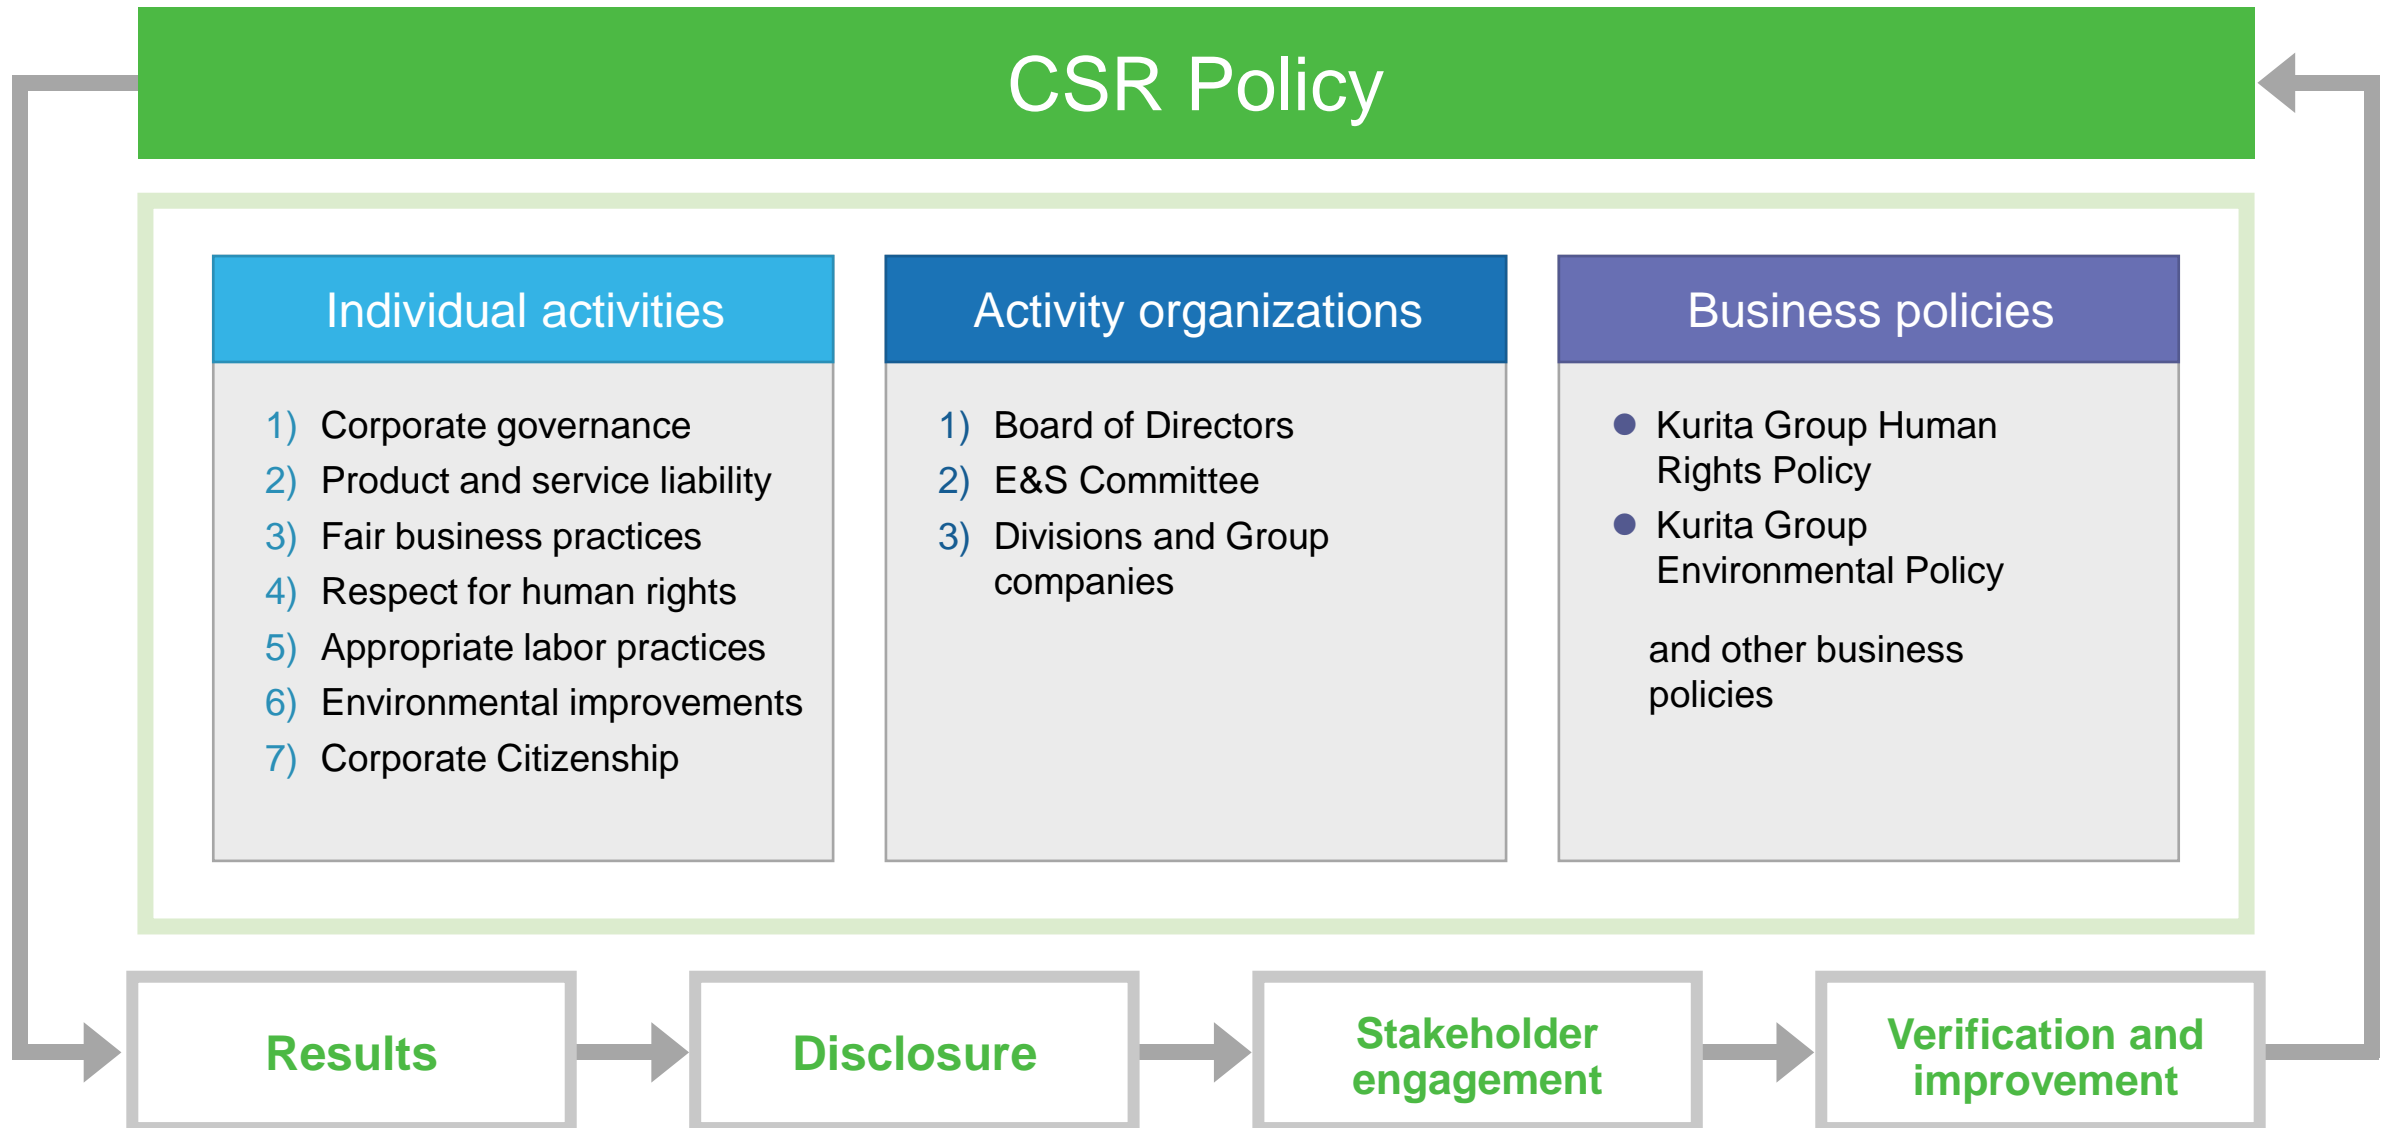 CSR Policy
Individual activities
1) Corporate governance
2) Product and service liability
3) Fair business practices
4) Respect for human rights
5) Appropriate labor practices
6) Environmental improvements
7) Corporate Citizenship
Activity organizations
1) Board of Directors
2) E&S Committee
3) Divisions and Group
companies
Business policies
● Kurita Group Human
Rights Policy
● Kurita Group
Environmental Policy
and other business
policies
Results
Disclosure
Stakeholder
engagement
Verification and
improvement